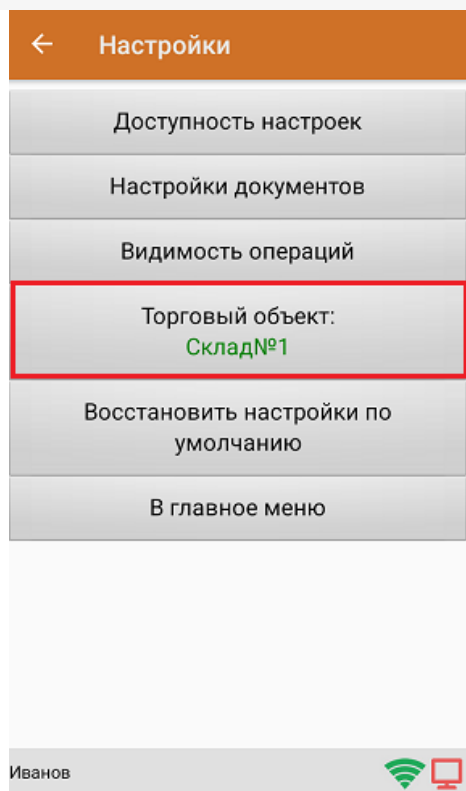 Настройки
Доступность настроек
Настройки документов
Видимость операций
Торговый объект:
Склад№1
Восстановить настройки по
умолчанию
В главное меню
Иванов